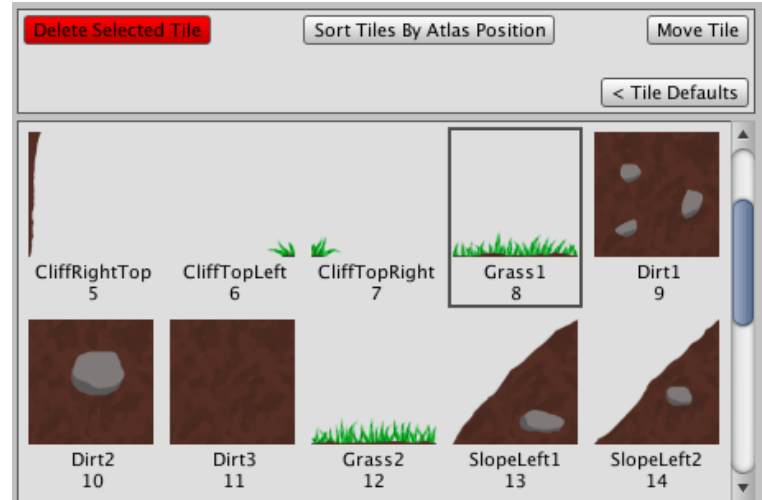 Delete Selected Tile
Sort Tiles By Atlas Position
Move Tile
< Tile Defaults
CliffRightTop
5
CliffTopLeft
6
CliffTopRight
7
Grass1
8
Dirt1
9
Dirt2
10
Dirt3
11
Grass2
12
SlopeLeft1
13
SlopeLeft2
14